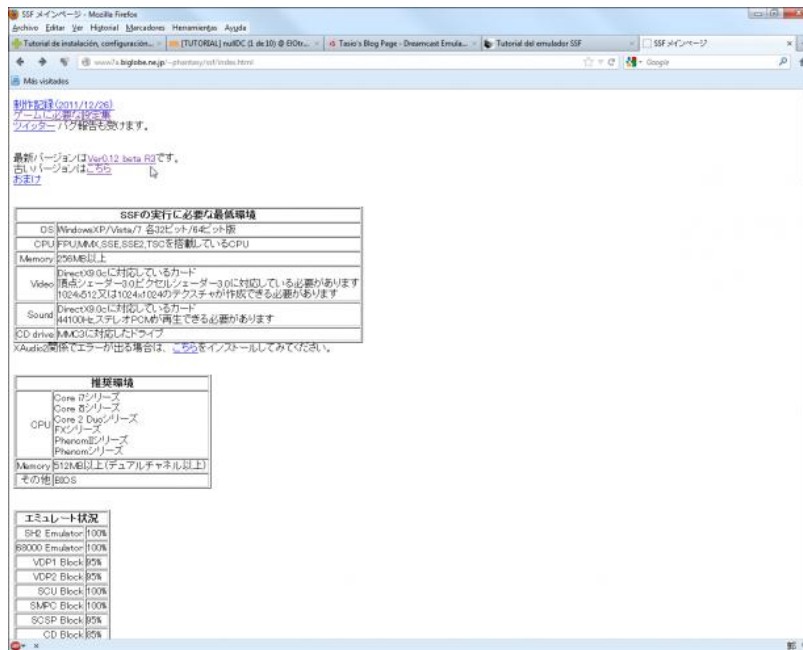 SSF メインページ - Mozilla Firefox
Archivo Editar Ver Historial Marcadores Herramientas Ayuda
Tutorial de instalación, configuración... [TUTORIAL] nullDC (1 de 10) @ ElOtr... Tasio's Blog Page - Dreamcast Emula... Tutorial del emulador SSF SSF メインページ
www7a.biglobe.ne.jp/~phantasy/ssf/index.html Google
Más visitados
制作記録(2011/12/26)
ゲームに必要な設定集
ツイッター バグ報告も受けます。
最新バージョンはVer0.12 beta R3です。
古いバージョンはこちら
おまけ
SSFの実行に必要な最低環境
OS WindowsXP/Vista/7 各32ビット/64ビット版
CPU FPU,MMX,SSE,SSE2,TSCを搭載しているCPU
Memory 256MB以上
DirectX9.0cに対応しているカード
Video 頂点シェーダー3.0ピクセルシェーダー3.0に対応している必要があります
1024x512又は1024x1024のテクスチャが作成できる必要があります
DirectX9.0cに対応しているカード
Sound 44100HzステレオPCMが再生できる必要があります
CD drive MMC3に対応したドライブ
XAudio2関係でエラーが出る場合は、こちらをインストールしてみてください。
推奨環境
Core i7シリーズ
Core i5シリーズ
Core 2 Duoシリーズ
CPU FXシリーズ
PhenomIIシリーズ
Phenomシリーズ
Memory 512MB以上(デュアルチャネル以上)
その他 BIOS
エミュレート状況
SH2 Emulator 100%
68000 Emulator 100%
VDP1 Block 95%
VDP2 Block 95%
SCU Block 100%
SMPC Block 100%
SCSP Block 95%
CD Block 85%